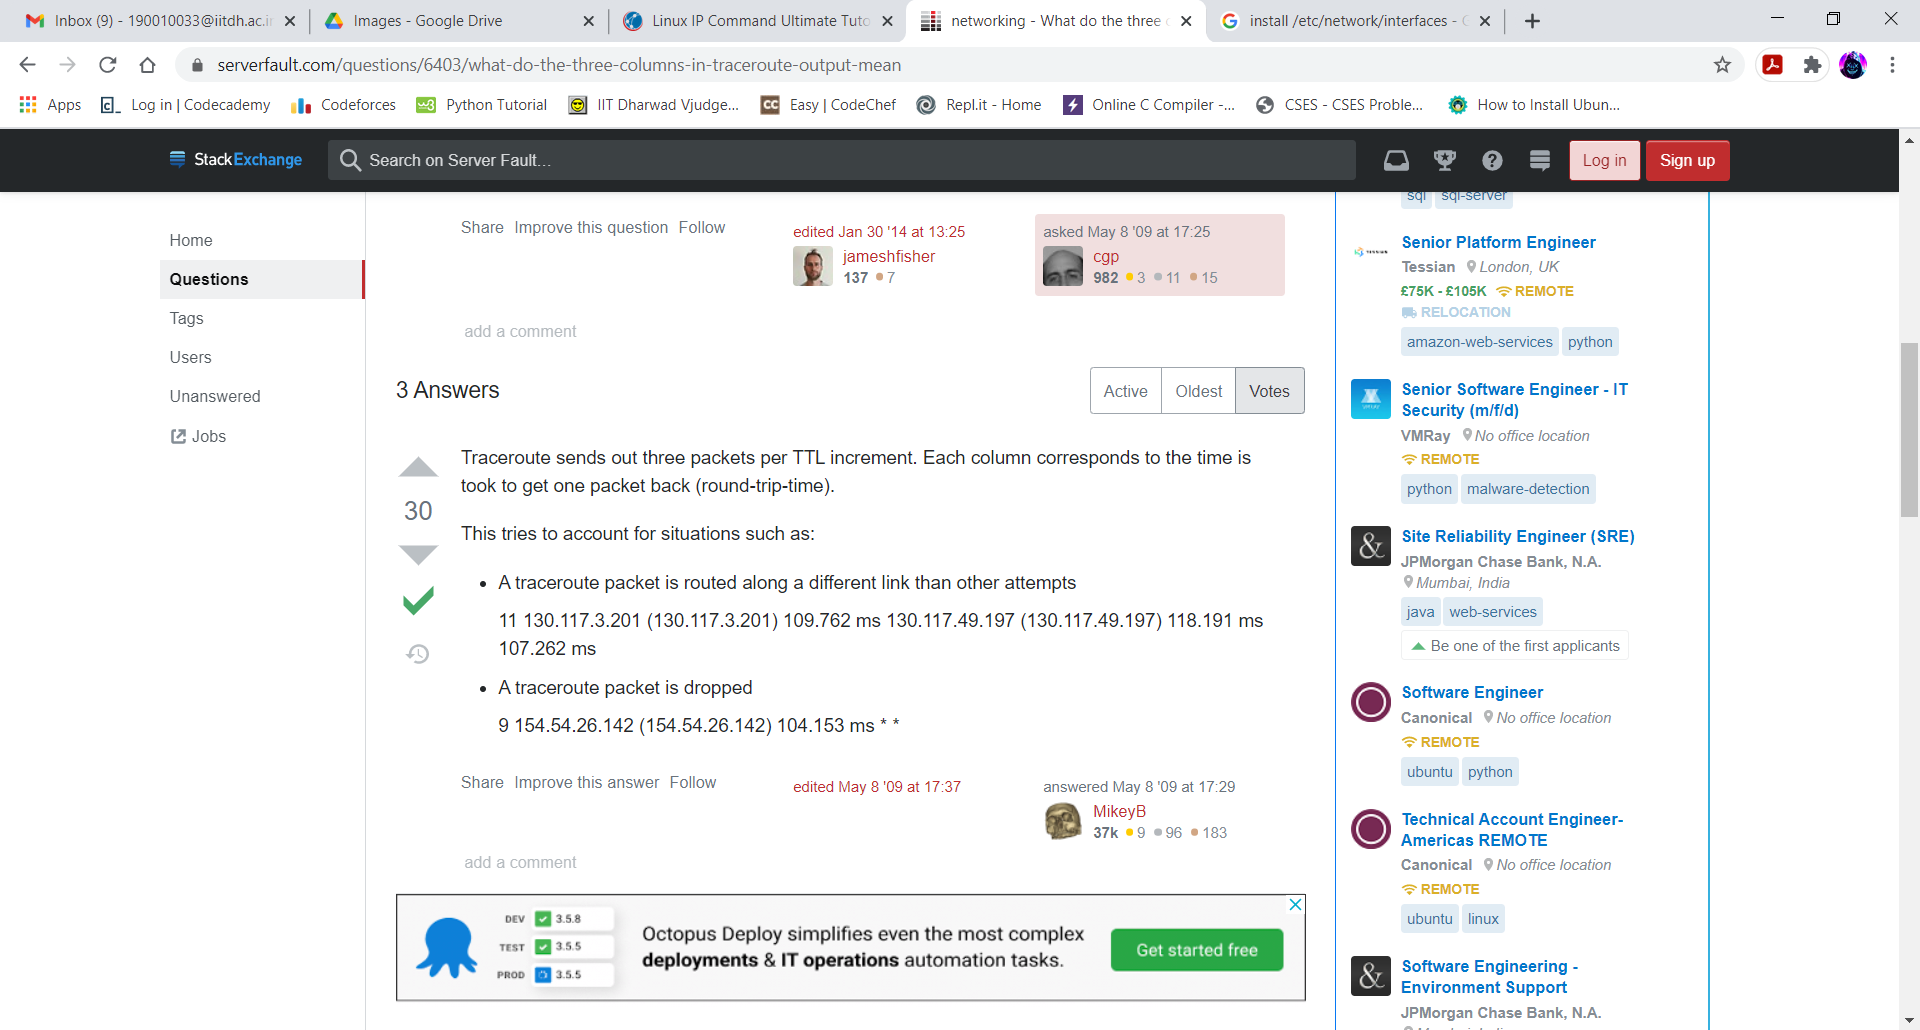 Inbox (9) - 190010033@iitdh.ac.in
Images - Google Drive
Linux IP Command Ultimate Tuto
networking - What do the three c
install /etc/network/interfaces - G
serverfault.com/questions/6403/what-do-the-three-columns-in-traceroute-output-mean
Apps
Log in | Codecademy
Codeforces
Python Tutorial
IIT Dharwad Vjudge...
Easy | CodeChef
Repl.it - Home
Online C Compiler -...
CSES - CSES Proble...
How to Install Ubun...
StackExchange
Search on Server Fault...
Log in
Sign up
Home
Questions
Tags
Users
Unanswered
Jobs
Share Improve this question Follow
edited Jan 30 '14 at 13:25
jameshfisher
137 7
asked May 8 '09 at 17:25
cgp
982 3 11 15
add a comment
3 Answers
Active Oldest Votes
30
Traceroute sends out three packets per TTL increment. Each column corresponds to the time is
took to get one packet back (round-trip-time).
This tries to account for situations such as:
• A traceroute packet is routed along a different link than other attempts
11 130.117.3.201 (130.117.3.201) 109.762 ms 130.117.49.197 (130.117.49.197) 118.191 ms
107.262 ms
• A traceroute packet is dropped
9 154.54.26.142 (154.54.26.142) 104.153 ms * *
Share Improve this answer Follow
edited May 8 '09 at 17:37
answered May 8 '09 at 17:29
MikeyB
37k 9 96 183
add a comment
DEV 3.5.8
TEST 3.5.5
PROD 3.5.5
Octopus Deploy simplifies even the most complex
deployments & IT operations automation tasks.
Get started free
sql sql-server
TESSIAN
Senior Platform Engineer
Tessian London, UK
£75K - £105K REMOTE
RELOCATION
amazon-web-services python
Senior Software Engineer - IT
Security (m/f/d)
VMRay No office location
REMOTE
python malware-detection
&
Site Reliability Engineer (SRE)
JPMorgan Chase Bank, N.A.
Mumbai, India
java web-services
Be one of the first applicants
Software Engineer
Canonical No office location
REMOTE
ubuntu python
Technical Account Engineer-
Americas REMOTE
Canonical No office location
REMOTE
ubuntu linux
&
Software Engineering -
Environment Support
JPMorgan Chase Bank, N.A.